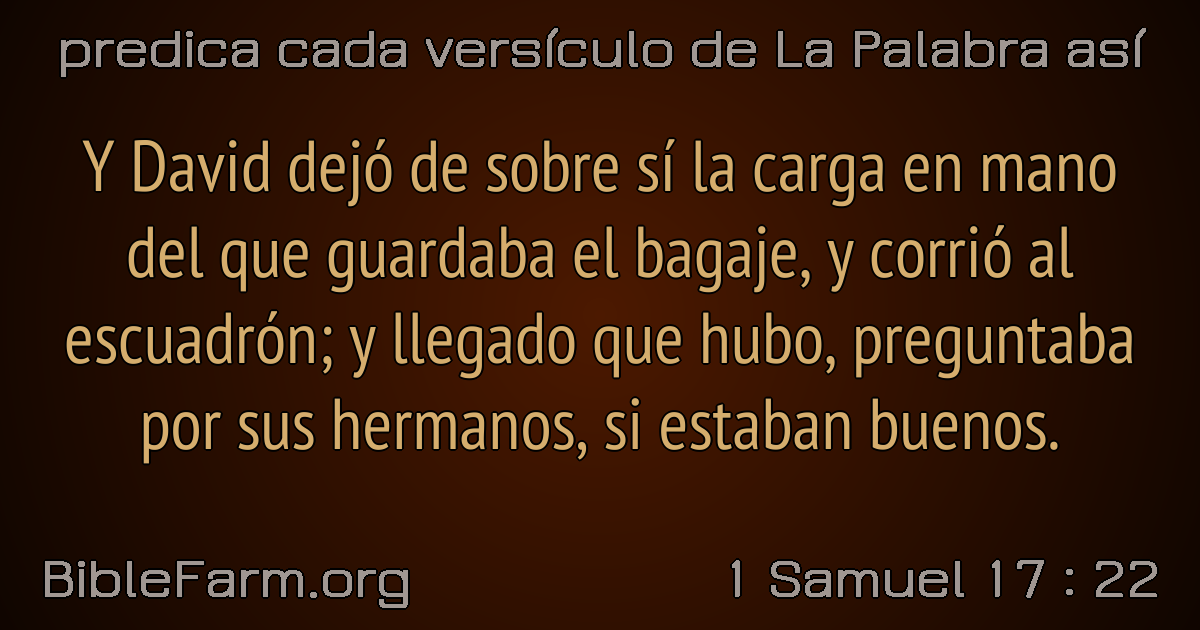 predica cada versículo de La Palabra así
Y David dejó de sobre sí la carga en mano
del que guardaba el bagaje, y corrió al
escuadrón; y llegado que hubo, preguntaba
por sus hermanos, si estaban buenos.
BibleFarm.org
1 Samuel 17 : 22